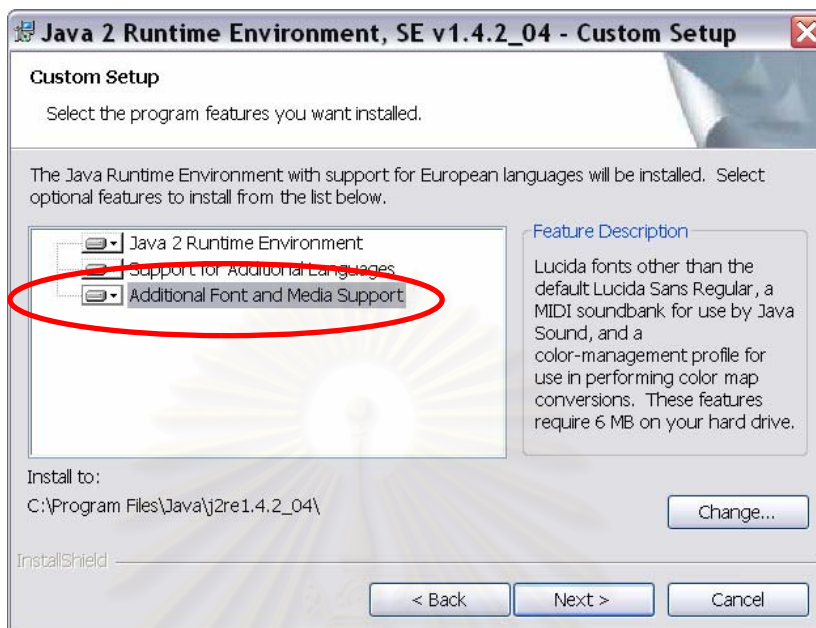 Java 2 Runtime Environment, SE v1.4.2_04 - Custom Setup
Custom Setup
Select the program features you want installed.
The Java Runtime Environment with support for European languages will be installed. Select
optional features to install from the list below.
Java 2 Runtime Environment
Support for Additional Languages
Additional Font and Media Support
Feature Description
Lucida fonts other than the
default Lucida Sans Regular, a
MIDI soundbank for use by Java
Sound, and a
color-management profile for
use in performing color map
conversions. These features
require 6 MB on your hard drive.
Install to:
C:\Program Files\Java\j2re1.4.2_04\
Change...
InstallShield
< Back
Next >
Cancel